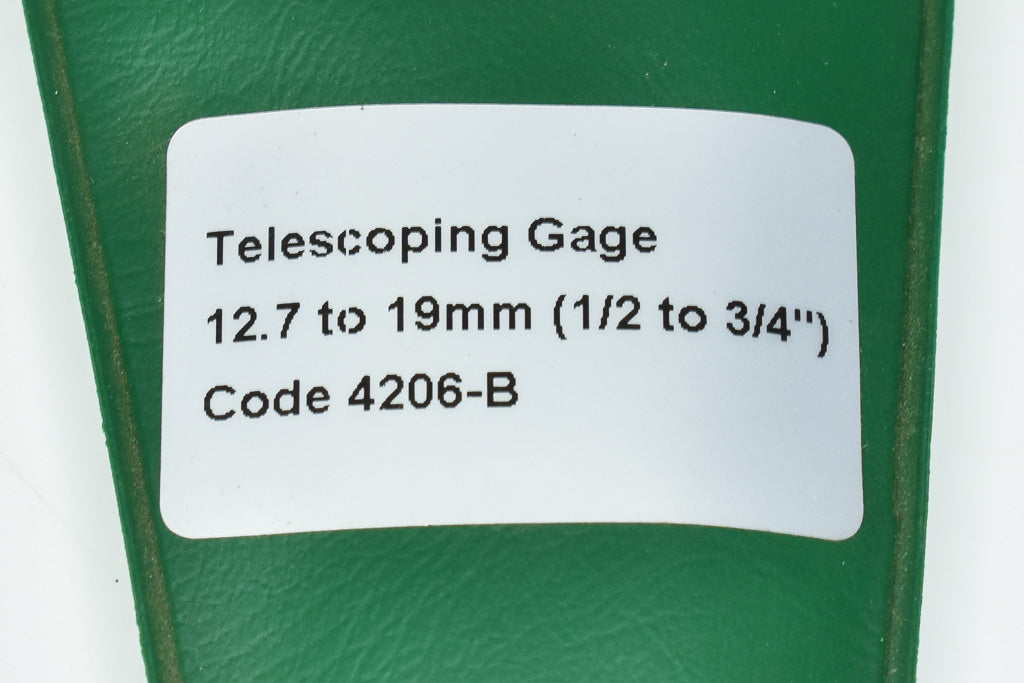 Telescoping Gage
12.7 to 19mm (1/2 to 3/4")
Code 4206-B